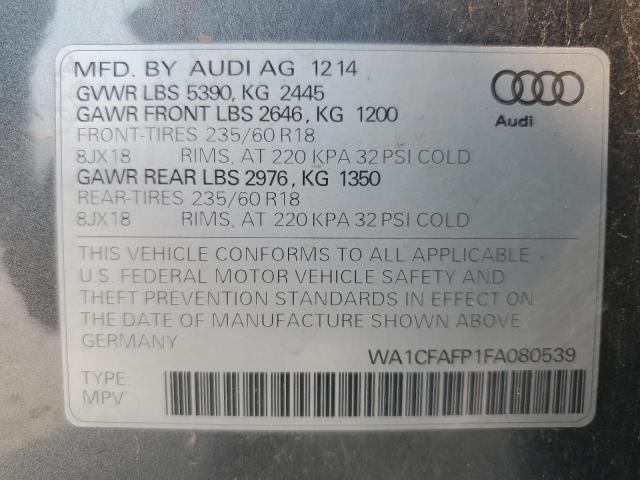 MFD. BY AUDI AG 12 14
GVWR LBS 5390, KG 2445
GAWR FRONT LBS 2646, KG 1200
FRONT-TIRES 235/60 R18
8JX18 RIMS, AT 220 KPA 32 PSI COLD
GAWR REAR LBS 2976, KG 1350
REAR-TIRES 235/60 R18
8JX18 RIMS, AT 220 KPA 32 PSI COLD
Audi
THIS VEHICLE CONFORMS TO ALL APPLICABLE
U.S. FEDERAL MOTOR VEHICLE SAFETY AND
THEFT PREVENTION STANDARDS IN EFFECT ON
THE DATE OF MANUFACTURE SHOWN ABOVE
GERMANY
WA1CFAFP1FA080539
TYPE:
MPV